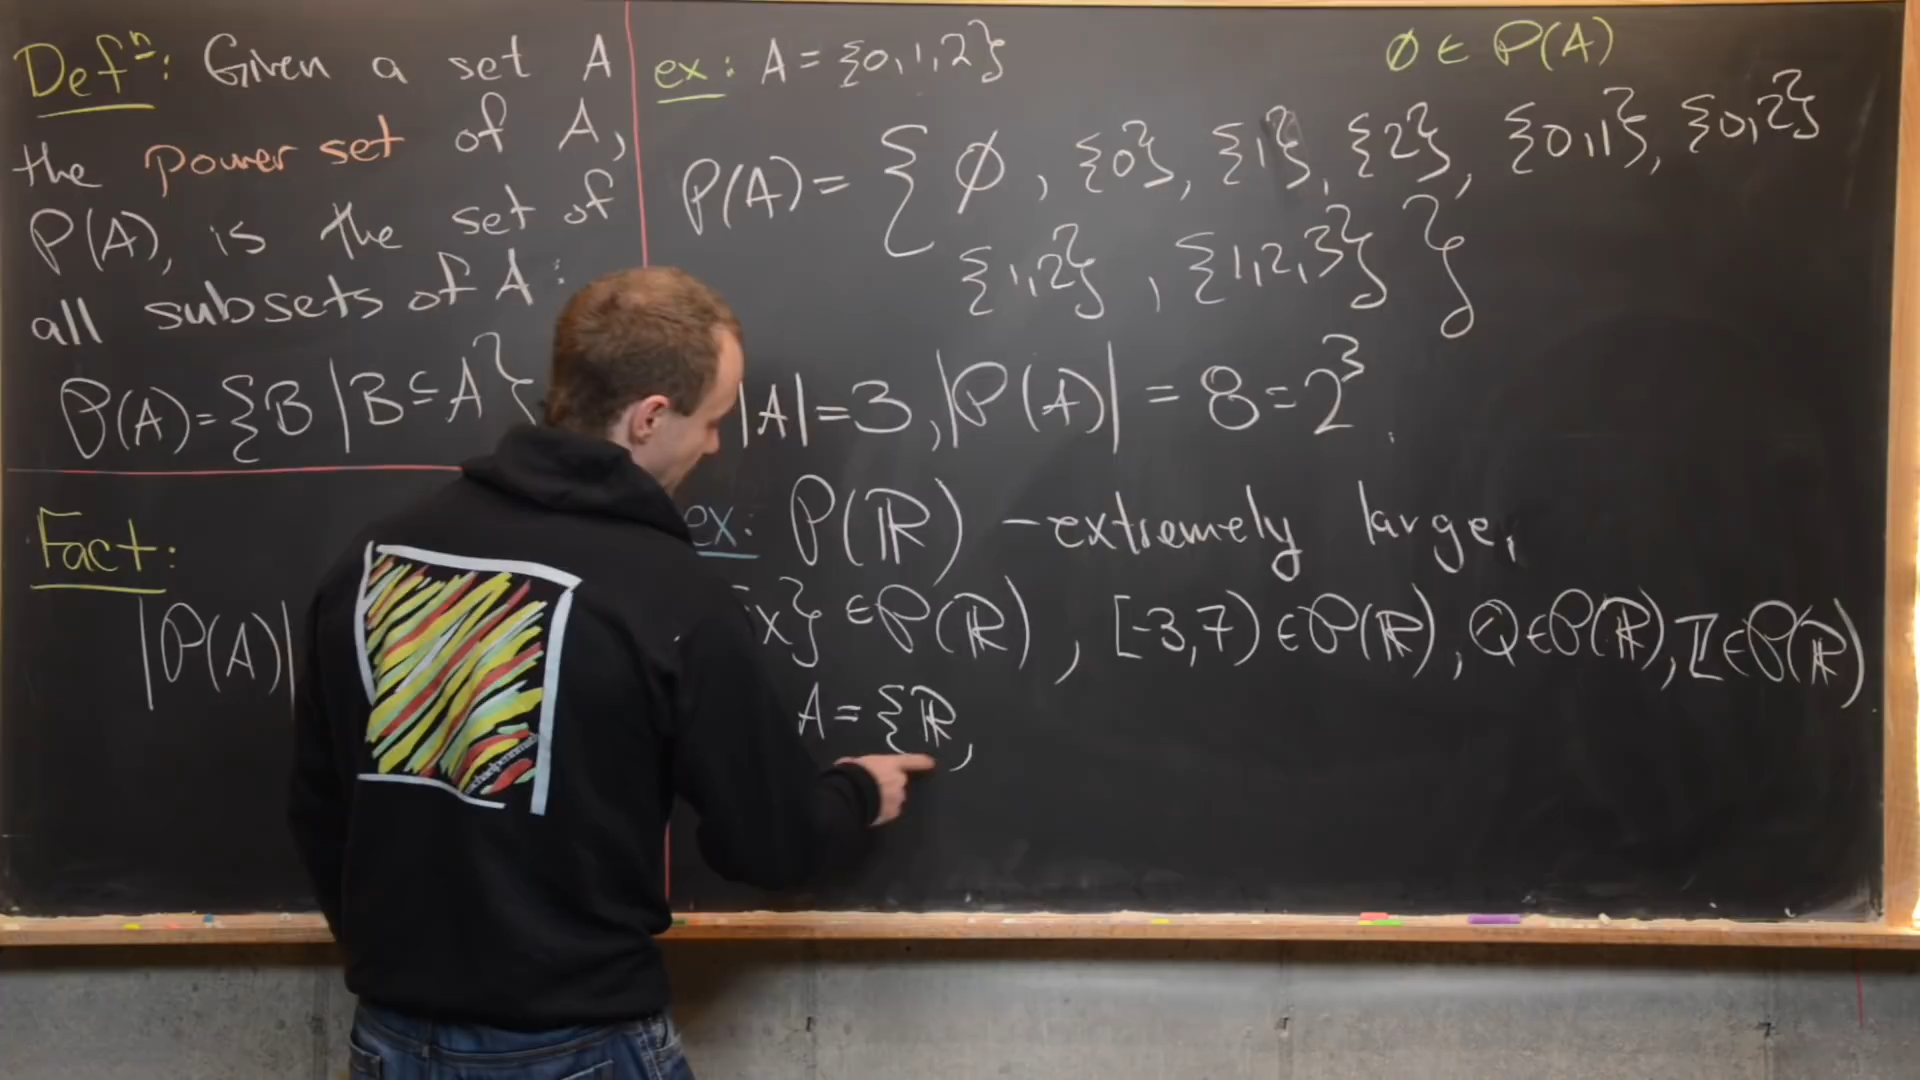 Defⁿ: Given a set A
the power set of A,
P(A), is the set of
all subsets of A:
P(A)={B|B⊆A}
Fact:
|P(A)|
ex: A={0,1,2}
∅∈P(A)
P(A)={∅, {0}, {1}, {2}, {0,1}, {0,2}
{1,2}, {1,2,3}}
|A|=3, |P(A)|=8=2³.
ex: P(ℝ) -extremely large,
x}∈P(ℝ), [-3,7)∈P(ℝ), ℚ∈P(ℝ), ℤ∈P(ℝ)
A={ℝ,